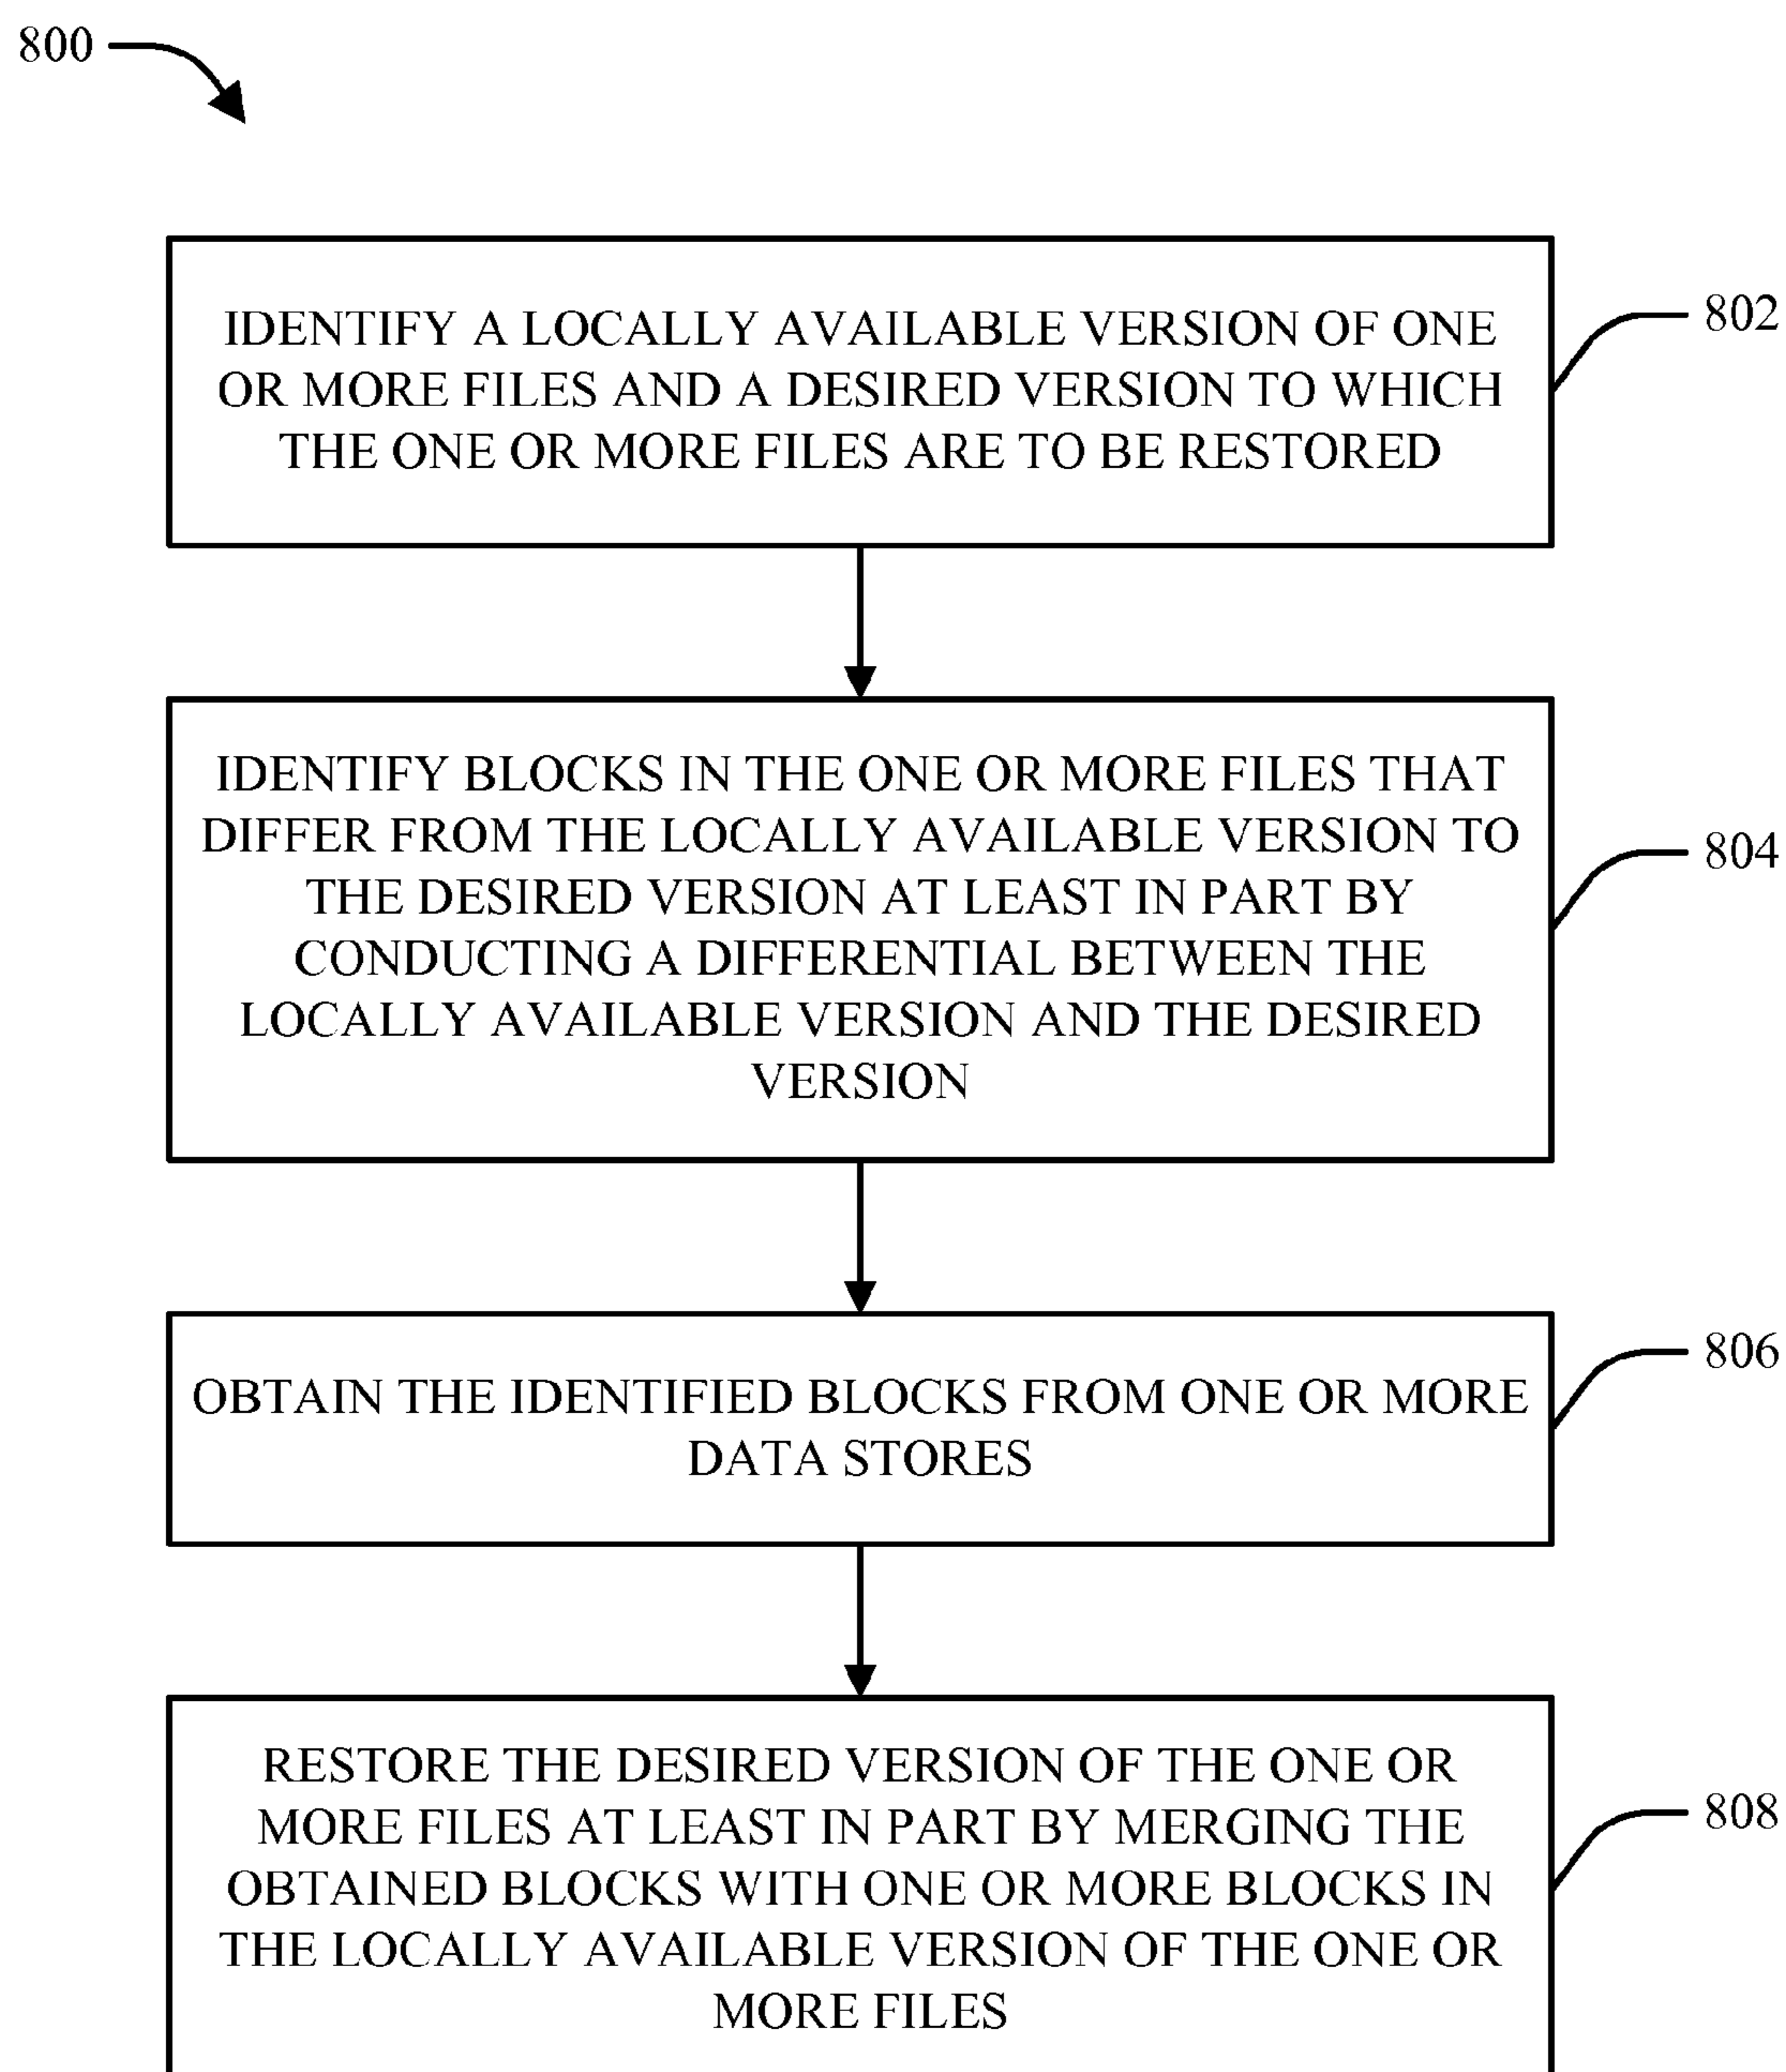 800
IDENTIFY A LOCALLY AVAILABLE VERSION OF ONE
OR MORE FILES AND A DESIRED VERSION TO WHICH
THE ONE OR MORE FILES ARE TO BE RESTORED
802
IDENTIFY BLOCKS IN THE ONE OR MORE FILES THAT
DIFFER FROM THE LOCALLY AVAILABLE VERSION TO
THE DESIRED VERSION AT LEAST IN PART BY
CONDUCTING A DIFFERENTIAL BETWEEN THE
LOCALLY AVAILABLE VERSION AND THE DESIRED
VERSION
804
OBTAIN THE IDENTIFIED BLOCKS FROM ONE OR MORE
DATA STORES
806
RESTORE THE DESIRED VERSION OF THE ONE OR
MORE FILES AT LEAST IN PART BY MERGING THE
OBTAINED BLOCKS WITH ONE OR MORE BLOCKS IN
THE LOCALLY AVAILABLE VERSION OF THE ONE OR
MORE FILES
808